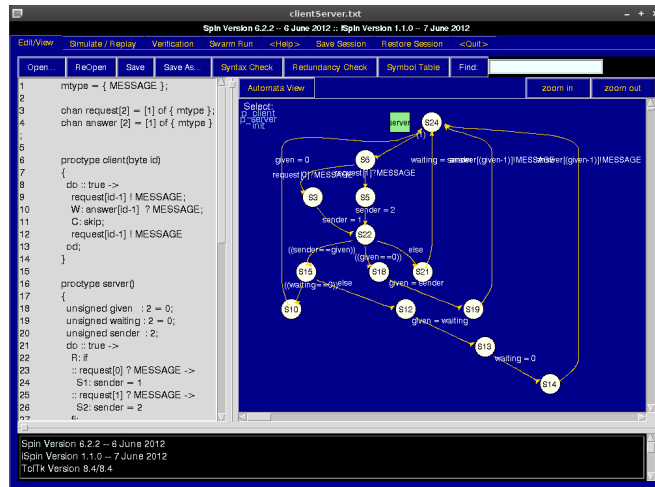 clientServer.txt
Spin Version 6.2.2 -- 6 June 2012 :: iSpin Version 1.1.0 -- 7 June 2012
Edit/View Simulate / Replay Verification Swarm Run <Help> Save Session Restore Session <Quit>
Open... ReOpen Save Save As... Syntax Check Redundancy Check Symbol Table Find:
1 mtype = { MESSAGE };
2
3 chan request[2] = [1] of { mtype };
4 chan answer [2] = [1] of { mtype }
;
5
6 proctype client(byte id)
7 {
8 do :: true ->
9 request[id-1] ! MESSAGE;
10 W: answer[id-1] ? MESSAGE;
11 C: skip;
12 request[id-1] ! MESSAGE
13 od;
14 }
15
16 proctype server()
17 {
18 unsigned given : 2 = 0;
19 unsigned waiting : 2 = 0;
20 unsigned sender : 2;
21 do :: true ->
22 R: if
23 :: request[0] ? MESSAGE ->
24 S1: sender = 1
25 :: request[1] ? MESSAGE ->
26 S2: sender = 2
27 fi;
Automata View zoom in zoom out
Select:
p_client
p_server
init
server
S24
(1)
given = 0
S6
waiting = sender
answer[(given-1)]!MESSAGE
request[0]?MESSAGE
request[1]?MESSAGE
S3
S5
sender = 2
sender = 1
S22
((sender==given))
else
((given==0))
S15
S18
S21
((waiting==0))
else
given = sender
S10
S12
S19
given = waiting
S13
waiting = 0
S14
Spin Version 6.2.2 -- 6 June 2012
iSpin Version 1.1.0 -- 7 June 2012
TclTk Version 8.4/8.4